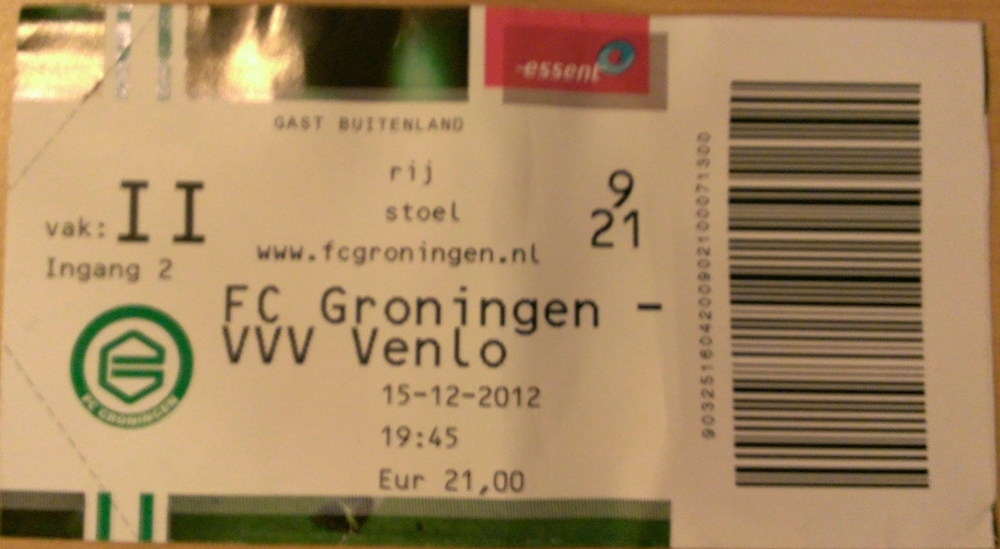 essent
GAST BUITENLAND
rij 9
stoel 21
vak: II
www.fcgroningen.nl
Ingang 2
FC Groningen -
VVV Venlo
FC GRONINGEN
15-12-2012
19:45
Eur 21,00